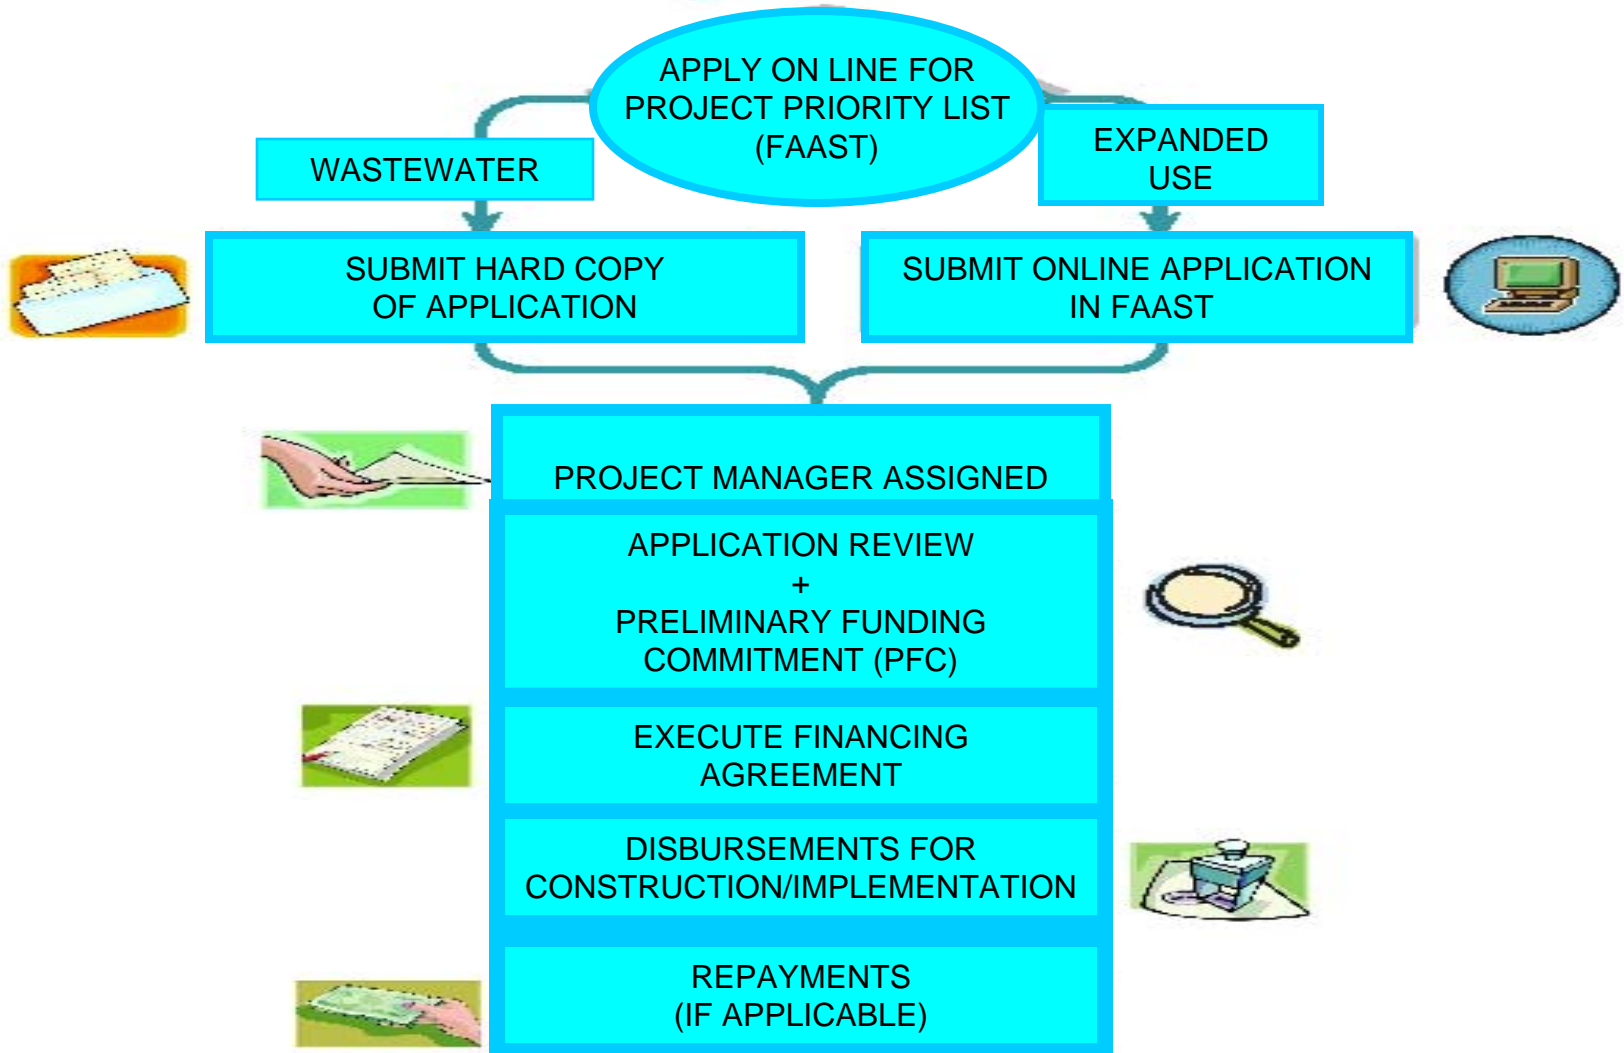 APPLY ON LINE FOR
PROJECT PRIORITY LIST
(FAAST)
WASTEWATER
EXPANDED
USE
SUBMIT HARD COPY
OF APPLICATION
SUBMIT ONLINE APPLICATION
IN FAAST
PROJECT MANAGER ASSIGNED
APPLICATION REVIEW
+
PRELIMINARY FUNDING
COMMITMENT (PFC)
EXECUTE FINANCING
AGREEMENT
DISBURSEMENTS FOR
CONSTRUCTION/IMPLEMENTATION
REPAYMENTS
(IF APPLICABLE)